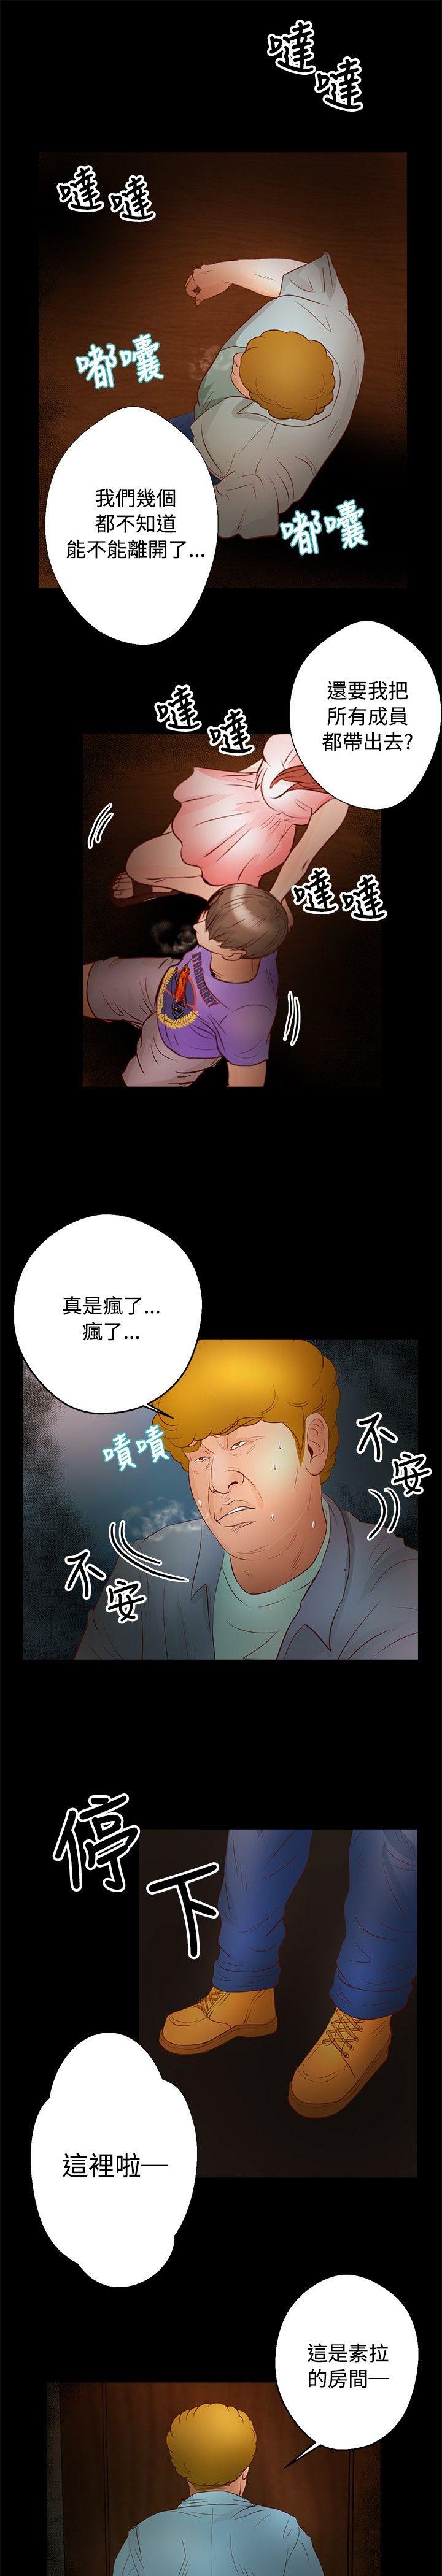 噠
噠
噠
噠
嘟囔
我們幾個
都不知道
能不能離開了...
嘟囔
還要我把
所有成員
都帶出去?
噠
噠
STRAWBERRY
噠
噠
真是瘋了...
瘋了...
嘖嘖
不安
不安
停下
這裡啦─
這是素拉
的房間─